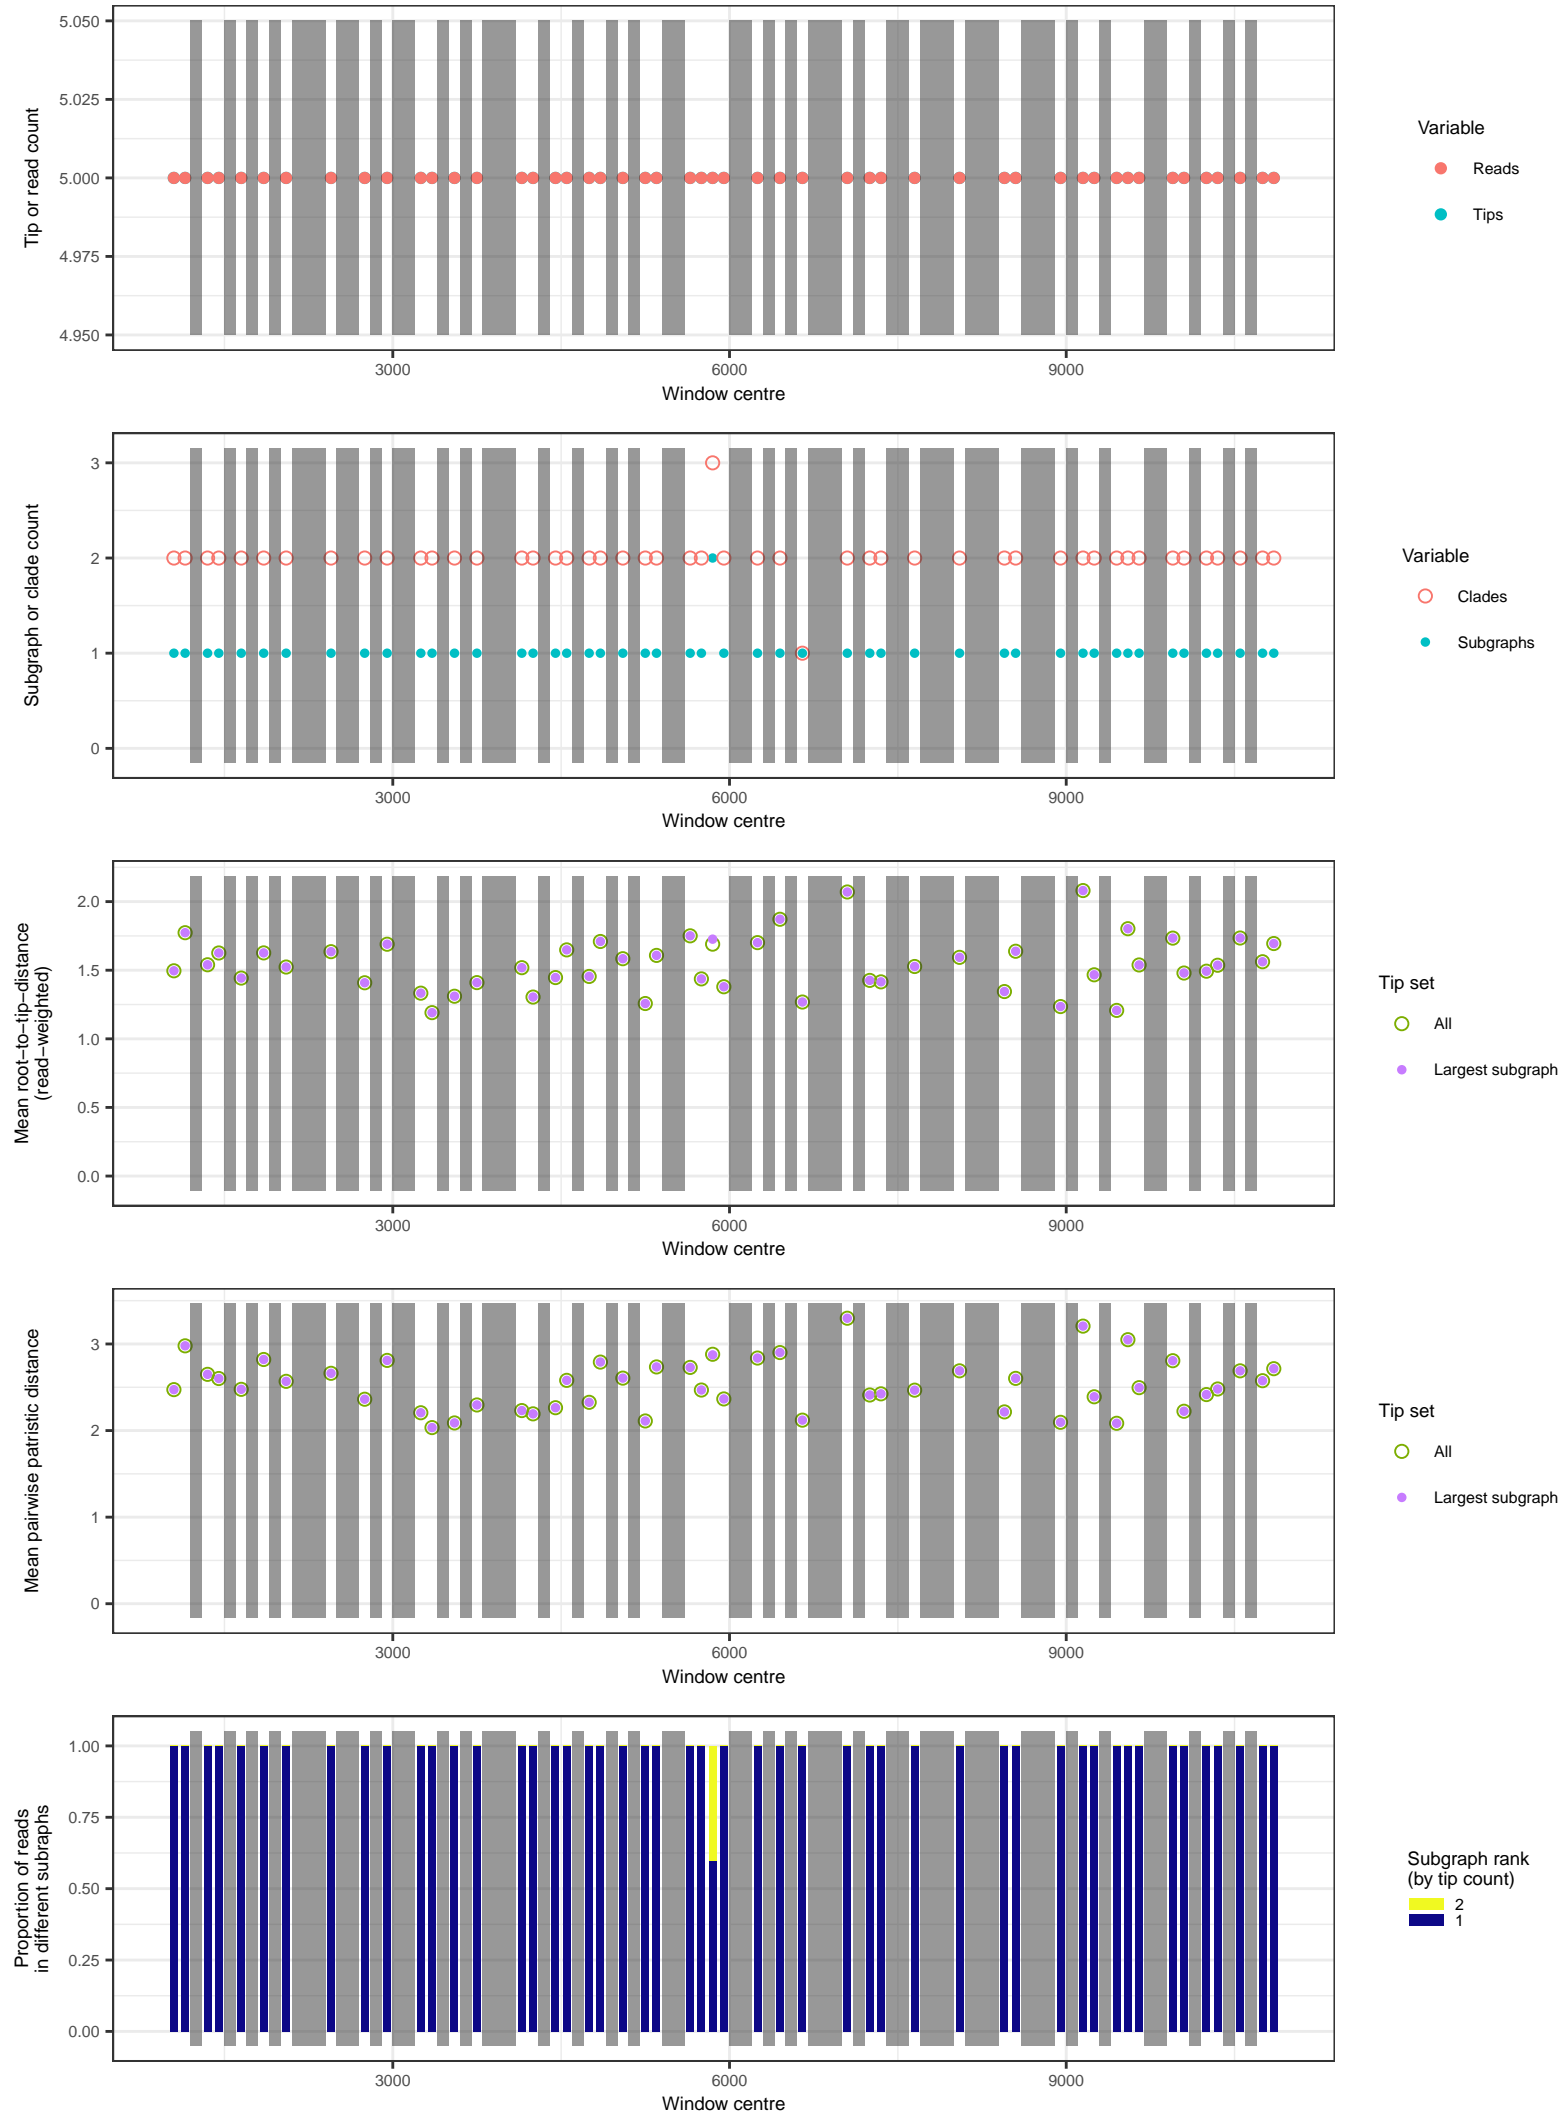 5.050
5.025
5.000
4.975
4.950
Tip or read count
3000
6000
9000
Window centre
Variable
Reads
Tips
3
2
1
0
Subgraph or clade count
3000
6000
9000
Window centre
Variable
Clades
Subgraphs
2.0
1.5
1.0
0.5
0.0
Mean root−to−tip−distance
(read−weighted)
3000
6000
9000
Window centre
Tip set
All
Largest subgraph
3
2
1
0
Mean pairwise patristic distance
3000
6000
9000
Window centre
Tip set
All
Largest subgraph
1.00
0.75
0.50
0.25
0.00
Proportion of reads
in different subraphs
3000
6000
9000
Window centre
Subgraph rank
(by tip count)
2
1